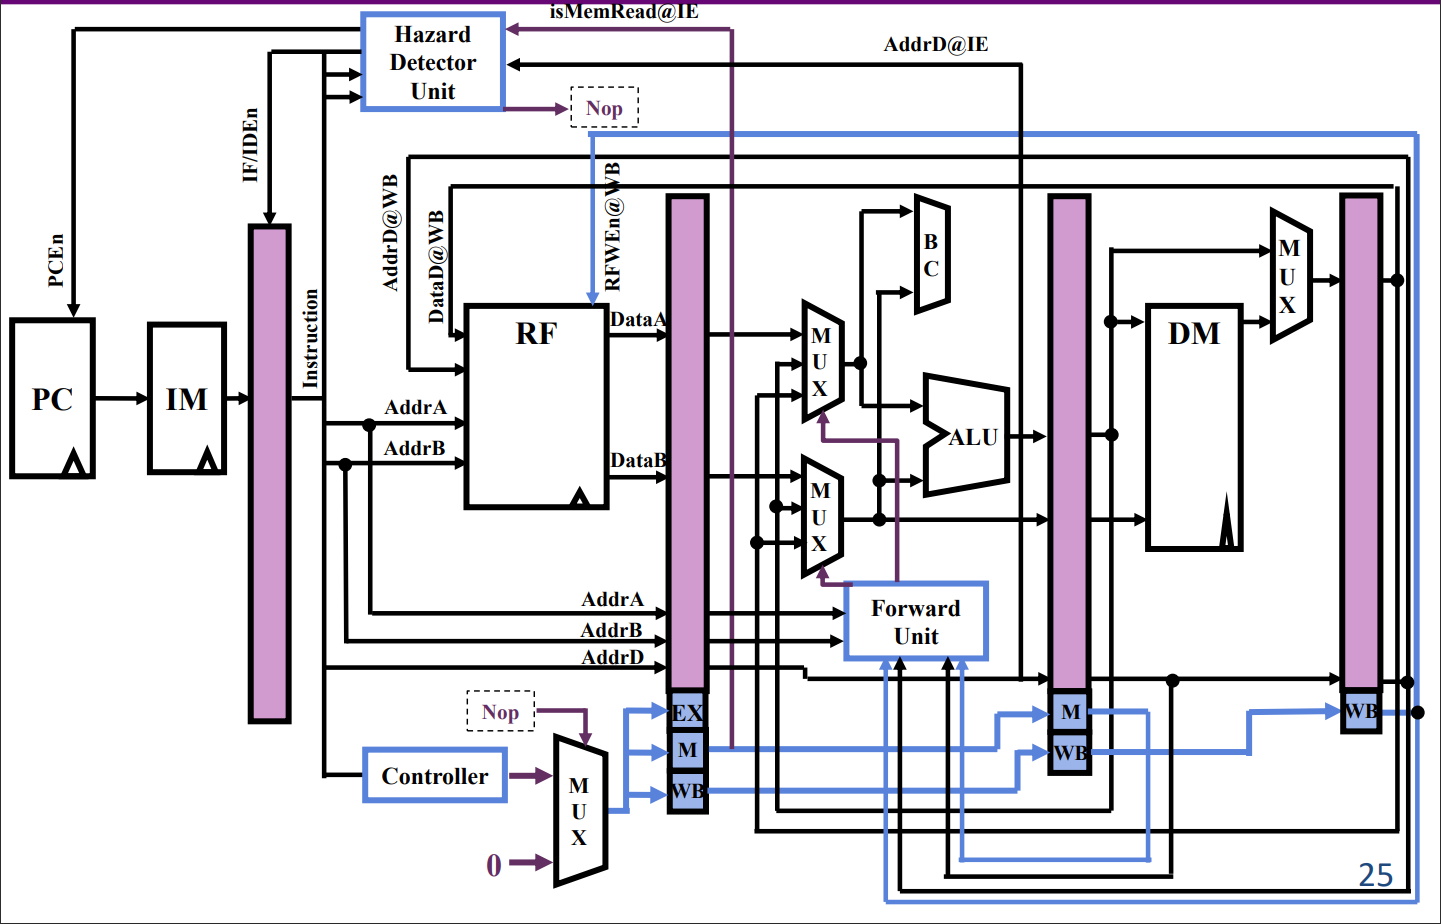 isMemRead@IE
Hazard
Detector
Unit
AddrD@IE
Nop
IF/IDEn
PCEn
AddrD@WB
DataD@WB
RFWEn@WB
Instruction
PC
IM
RF
DataA
DataB
AddrA
AddrB
M
U
X
M
U
X
B
C
ALU
DM
M
U
X
AddrA
AddrB
AddrD
Forward
Unit
Nop
EX
M
WB
M
WB
WB
Controller
M
U
X
0
25